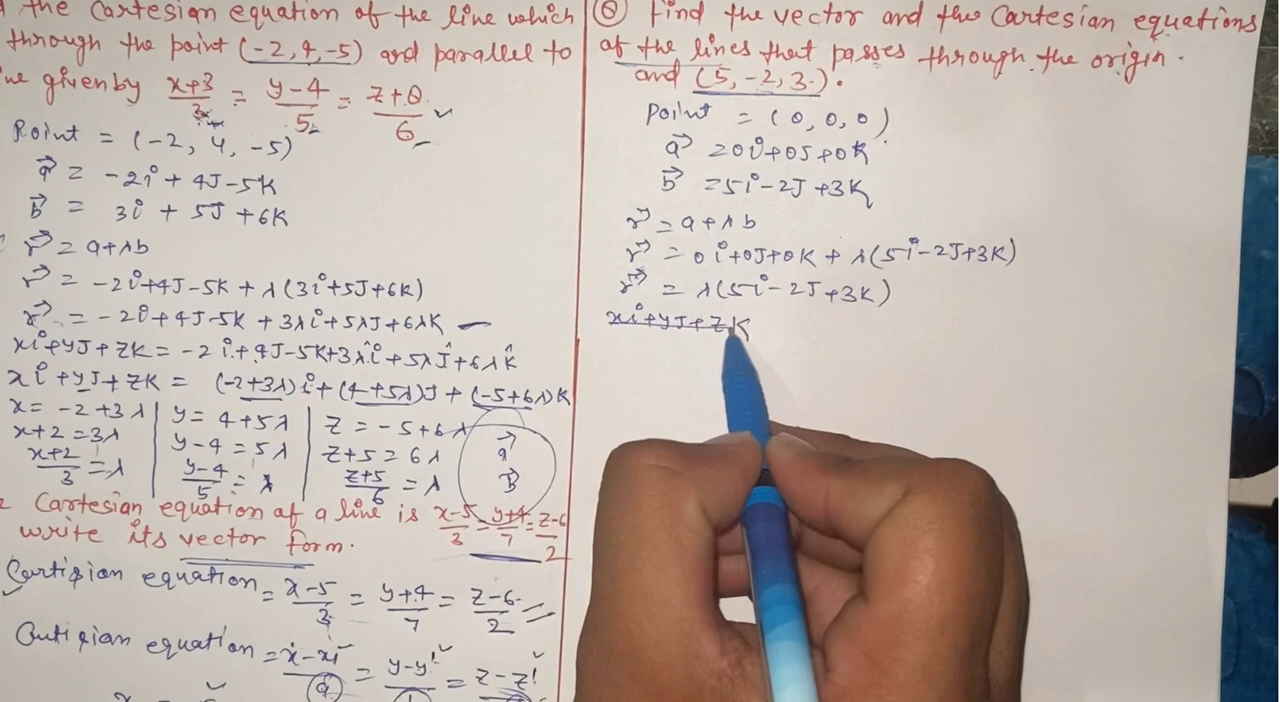 the Cartesian equation of the line which
through the point (-2, 4, -5) and parallel to
given by x+3/3 = y-4/5 = z+8/6
Point = (-2, 4, -5)
a⃗ = -2i + 4J - 5K
b⃗ = 3i + 5J + 6K
r⃗ = a+λb
r⃗ = -2i+4J-5K + λ(3i+5J+6K)
r⃗ = -2i+4J-5K + 3λi+5λJ+6λK
xi+yJ+ZK = -2i+4J-5K+3λî+5λĴ+6λK̂
xi+yJ+ZK = (-2+3λ)i+(4+5λ)J+(-5+6λ)K
x = -2+3λ | y = 4+5λ | z = -5+6λ
x+2 = 3λ | y-4 = 5λ | z+5 = 6λ
x+2/3 = λ | y-4/5 = λ | z+5/6 = λ
a⃗
b⃗
Cartesian equation of a line is x-5/3 = y+4/7 = z-6/2
write its vector form.
Cartisian equation = x-5/3 = y+4/7 = z-6/2
Cartisian equation = x-x1/a = y-y1 = z-z1
⑥ Find the vector and the Cartesian equations
of the lines that passes through the origin.
and (5, -2, 3.).
Point = (0, 0, 0)
a⃗ = 0i+0J+0K
b⃗ = 5i-2J+3K
r⃗ = a+λb
r⃗ = 0i+0J+0K + λ(5i-2J+3K)
r⃗ = λ(5i-2J+3K)
xi+yJ+ZK